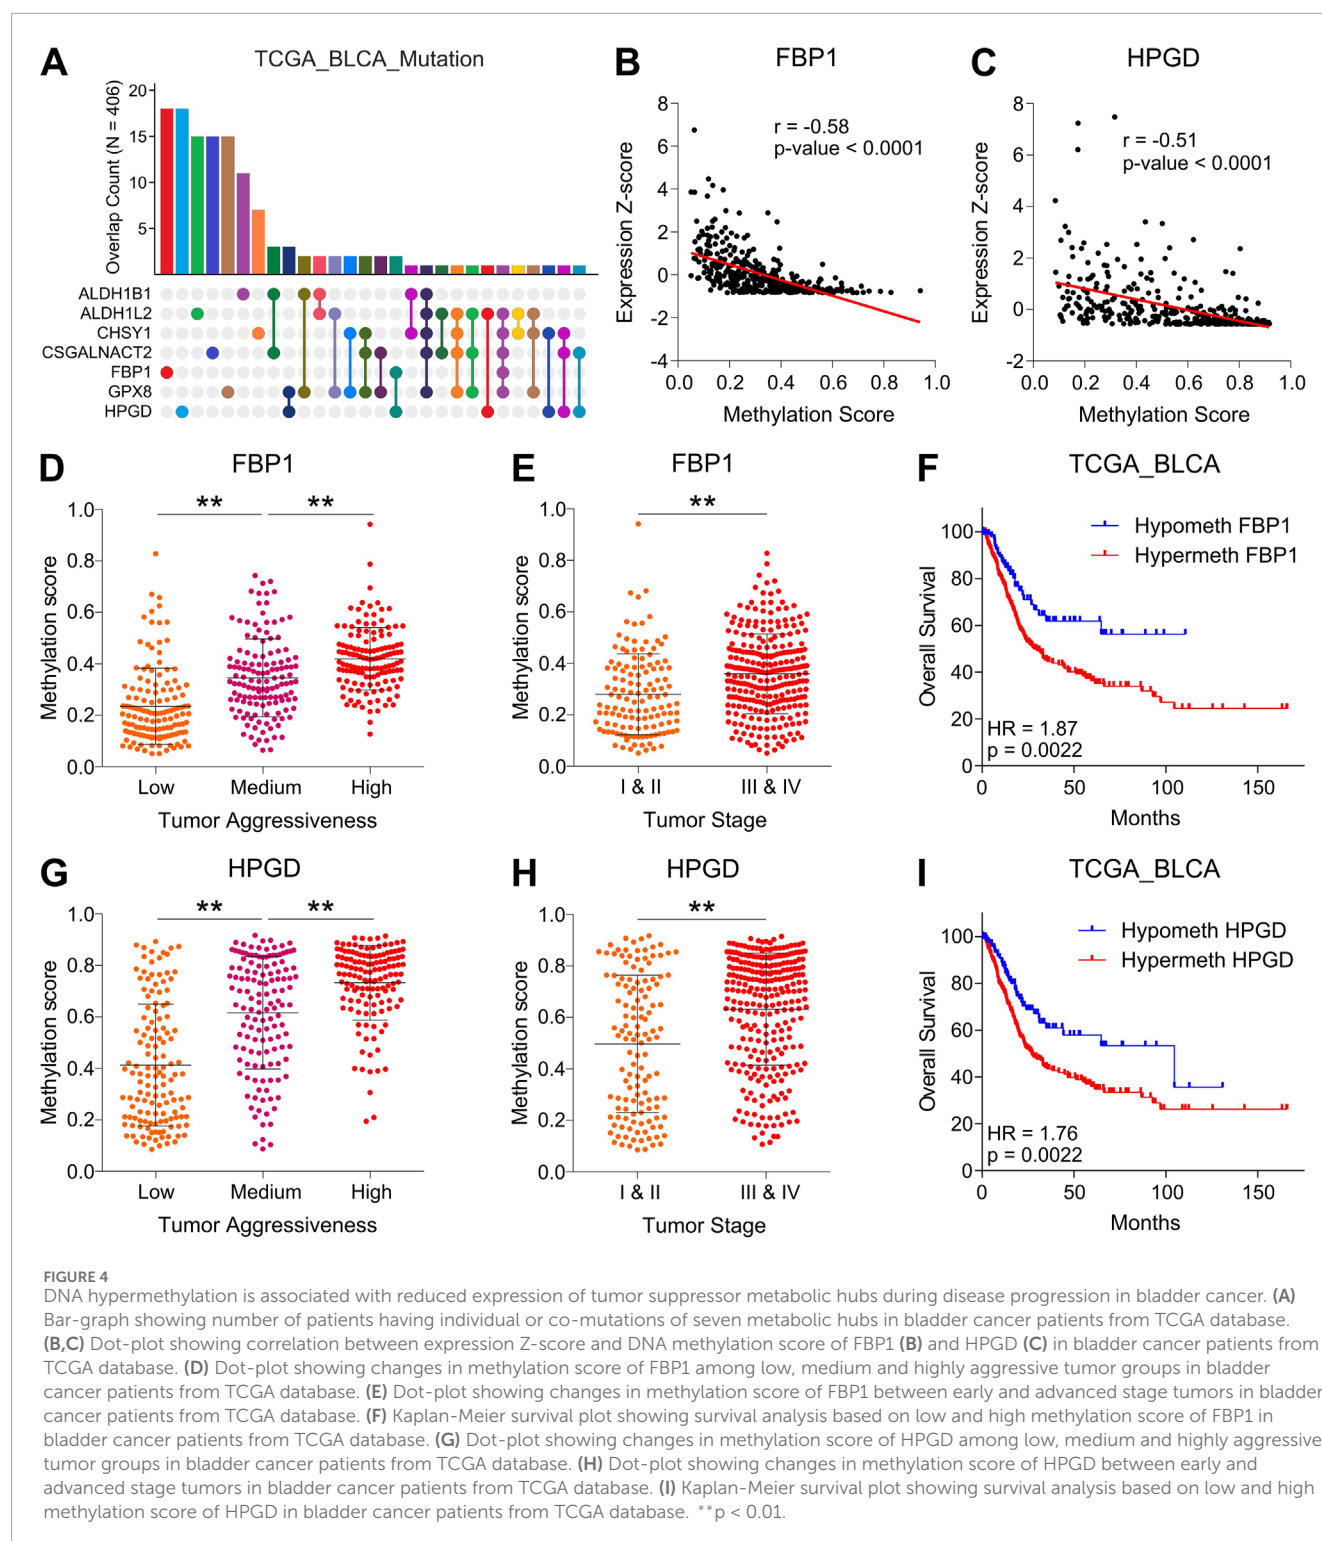 A
TCGA_BLCA_Mutation
Overlap Count (N = 406)
20
15
10
5
ALDH1B1
ALDH1L2
CHSY1
CSGALNACT2
FBP1
GPX8
HPGD
B
FBP1
r = -0.58
p-value < 0.0001
Expression Z-score
8
6
4
2
0
−2
−4
0.0 0.2 0.4 0.6 0.8 1.0
Methylation Score
C
HPGD
r = -0.51
p-value < 0.0001
Expression Z-score
8
6
4
2
0
-2
0.0 0.2 0.4 0.6 0.8 1.0
Methylation Score
D
FBP1
** **
Methylation score
1.0
0.8
0.6
0.4
0.2
0.0
Low Medium High
Tumor Aggressiveness
E
FBP1
**
Methylation score
1.0
0.8
0.6
0.4
0.2
0.0
I & II III & IV
Tumor Stage
F
TCGA_BLCA
Hypometh FBP1
Hypermeth FBP1
Overall Survival
100
80
60
40
20
0
HR = 1.87
p = 0.0022
0 50 100 150
Months
G
HPGD
** **
Methylation score
1.0
0.8
0.6
0.4
0.2
0.0
Low Medium High
Tumor Aggressiveness
H
HPGD
**
Methylation score
1.0
0.8
0.6
0.4
0.2
0.0
I & II III & IV
Tumor Stage
I
TCGA_BLCA
Hypometh HPGD
Hypermeth HPGD
Overall Survival
100
80
60
40
20
0
HR = 1.76
p = 0.0022
0 50 100 150
Months
FIGURE 4
DNA hypermethylation is associated with reduced expression of tumor suppressor metabolic hubs during disease progression in bladder cancer. (A)
Bar-graph showing number of patients having individual or co-mutations of seven metabolic hubs in bladder cancer patients from TCGA database.
(B,C) Dot-plot showing correlation between expression Z-score and DNA methylation score of FBP1 (B) and HPGD (C) in bladder cancer patients from
TCGA database. (D) Dot-plot showing changes in methylation score of FBP1 among low, medium and highly aggressive tumor groups in bladder
cancer patients from TCGA database. (E) Dot-plot showing changes in methylation score of FBP1 between early and advanced stage tumors in bladder
cancer patients from TCGA database. (F) Kaplan-Meier survival plot showing survival analysis based on low and high methylation score of FBP1 in
bladder cancer patients from TCGA database. (G) Dot-plot showing changes in methylation score of HPGD among low, medium and highly aggressive
tumor groups in bladder cancer patients from TCGA database. (H) Dot-plot showing changes in methylation score of HPGD between early and
advanced stage tumors in bladder cancer patients from TCGA database. (I) Kaplan-Meier survival plot showing survival analysis based on low and high
methylation score of HPGD in bladder cancer patients from TCGA database. **p < 0.01.